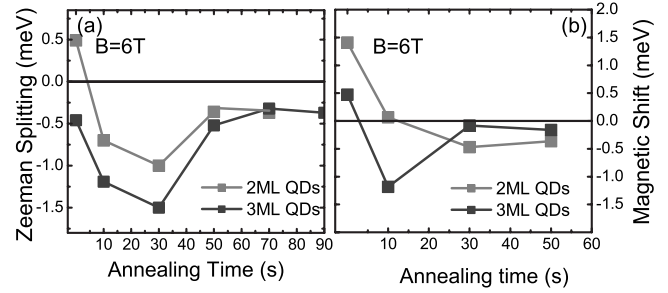 (a)
B=6T
Zeeman Splitting (meV)
0.5
0.0
-0.5
-1.0
-1.5
2ML QDs
3ML QDs
0 10 20 30 40 50 60 70 80 90
Annealing Time (s)
(b)
B=6T
2.0
1.5
1.0
0.5
0.0
-0.5
-1.0
-1.5
Magnetic Shift (meV)
2ML QDs
3ML QDs
10 20 30 40 50 60
Annealing time (s)